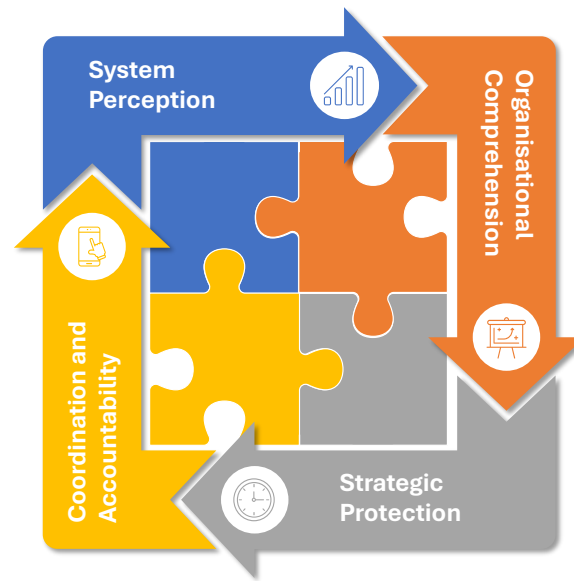 System
Perception
Organisational
Comprehension
Strategic
Protection
Coordination and
Accountability